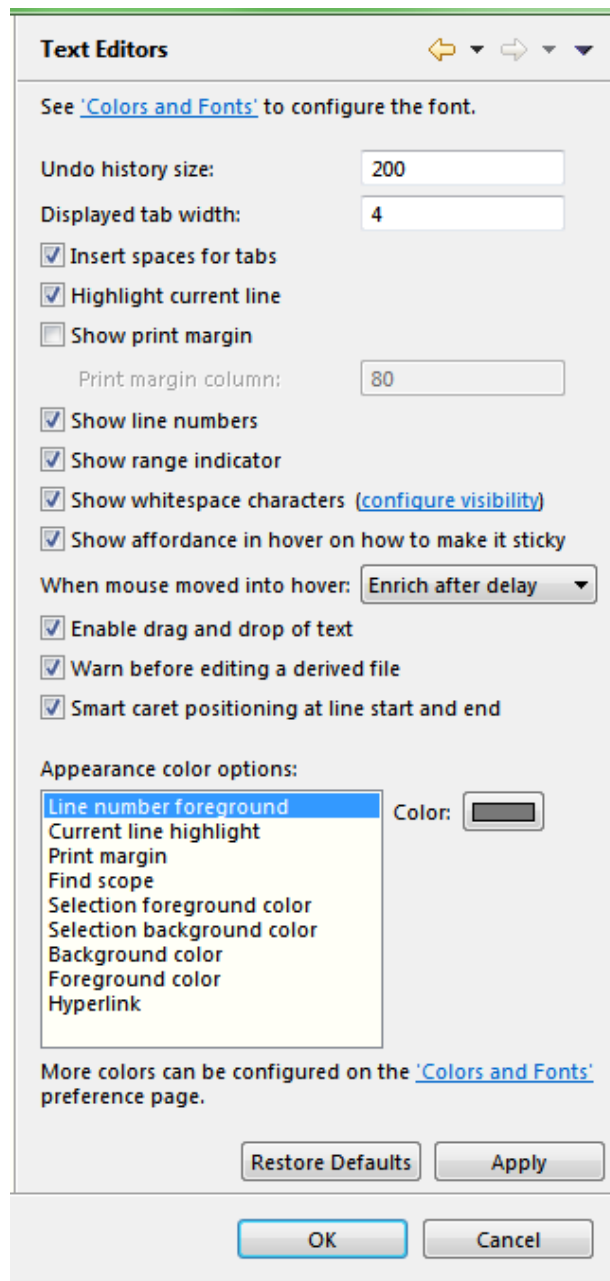 Text Editors
See 'Colors and Fonts' to configure the font.
Undo history size: 200
Displayed tab width: 4
Insert spaces for tabs
Highlight current line
Show print margin
Print margin column: 80
Show line numbers
Show range indicator
Show whitespace characters (configure visibility)
Show affordance in hover on how to make it sticky
When mouse moved into hover: Enrich after delay
Enable drag and drop of text
Warn before editing a derived file
Smart caret positioning at line start and end
Appearance color options:
Line number foreground Color:
Current line highlight
Print margin
Find scope
Selection foreground color
Selection background color
Background color
Foreground color
Hyperlink
More colors can be configured on the 'Colors and Fonts'
preference page.
Restore Defaults Apply
OK Cancel